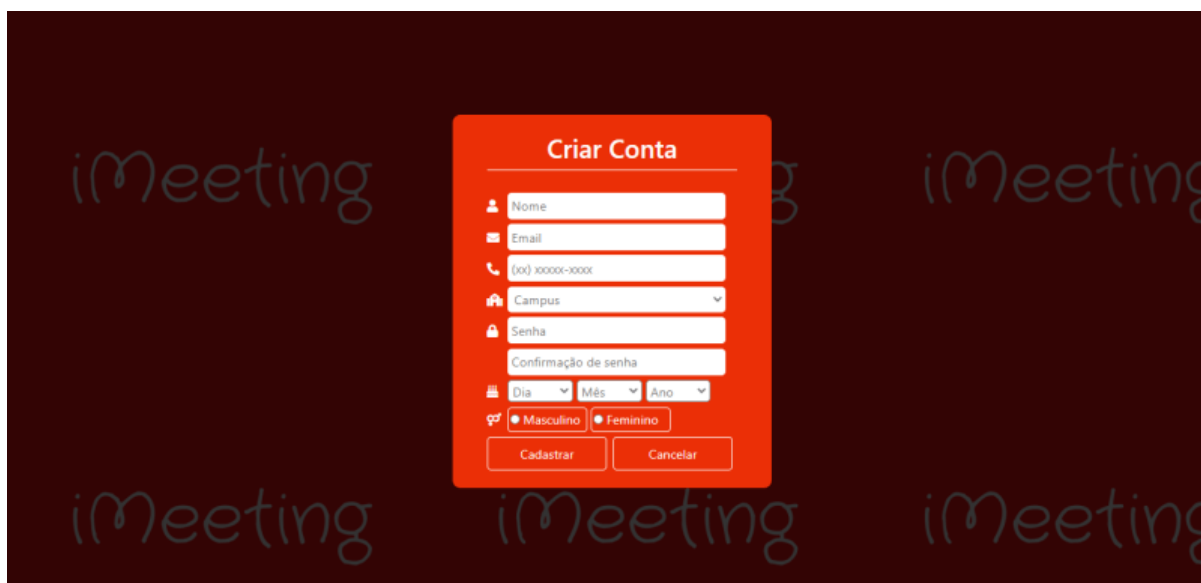 Criar Conta
iMeeting
iMeeting
Nome
Email
(xx) xxxxx-xxxx
Campus
Senha
Confirmação de senha
Dia Mês Ano
Masculino Feminino
Cadastrar Cancelar
iMeeting iMeeting iMeeting